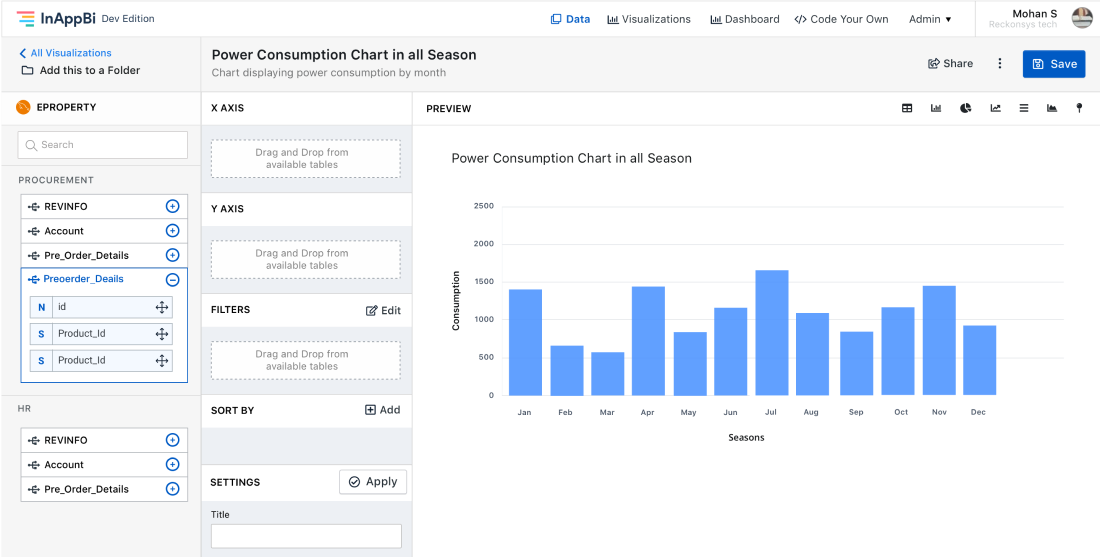 InAppBi Dev Edition
Data
Visualizations
Dashboard
</> Code Your Own
Admin ▼
Mohan S
Reckonsys tech
All Visualizations
Add this to a Folder
Power Consumption Chart in all Season
Chart displaying power consumption by month
Share
Save
EPROPERTY
Search
PROCUREMENT
REVINFO
Account
Pre_Order_Details
Preoerder_Deails
N id
S Product_Id
S Product_Id
HR
REVINFO
Account
Pre_Order_Details
X AXIS
Drag and Drop from
available tables
Y AXIS
Drag and Drop from
available tables
FILTERS
Edit
Drag and Drop from
available tables
SORT BY
Add
SETTINGS
Apply
Title
PREVIEW
Power Consumption Chart in all Season
2500
2000
1500
1000
500
0
Consumption
Jan Feb Mar Apr May Jun Jul Aug Sep Oct Nov Dec
Seasons